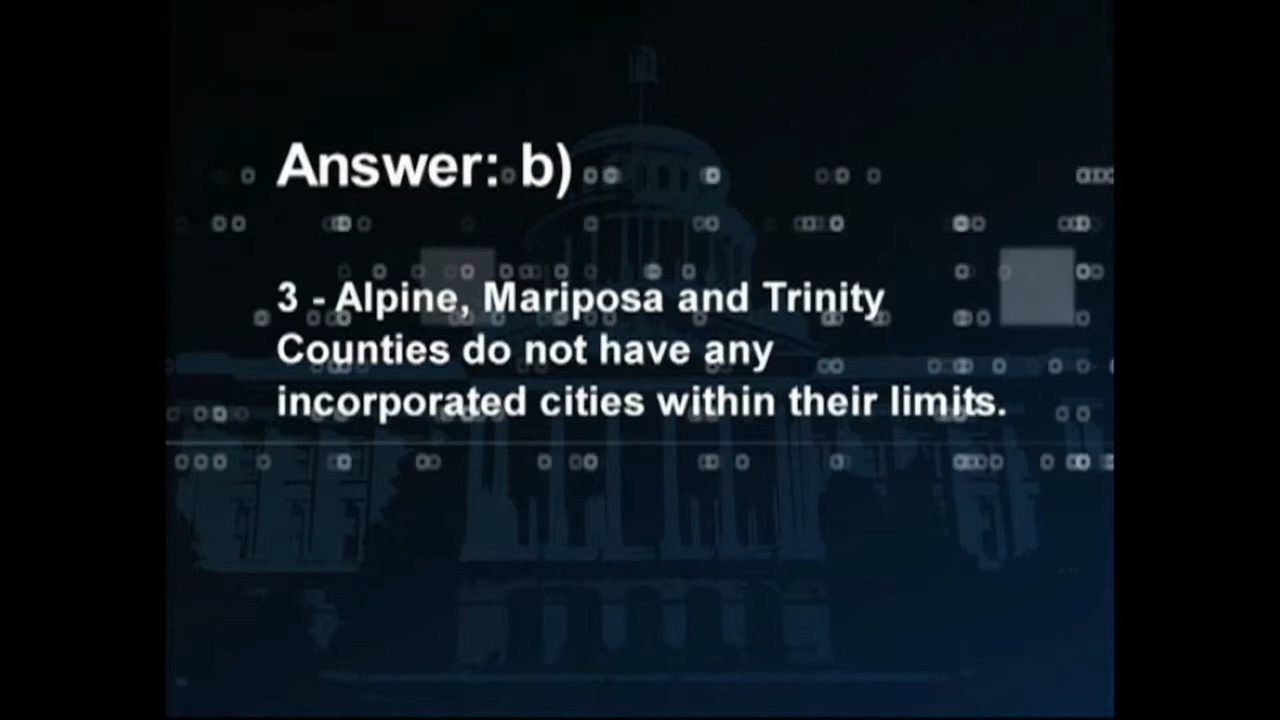 Answer: b)
3 - Alpine, Mariposa and Trinity
Counties do not have any
incorporated cities within their limits.